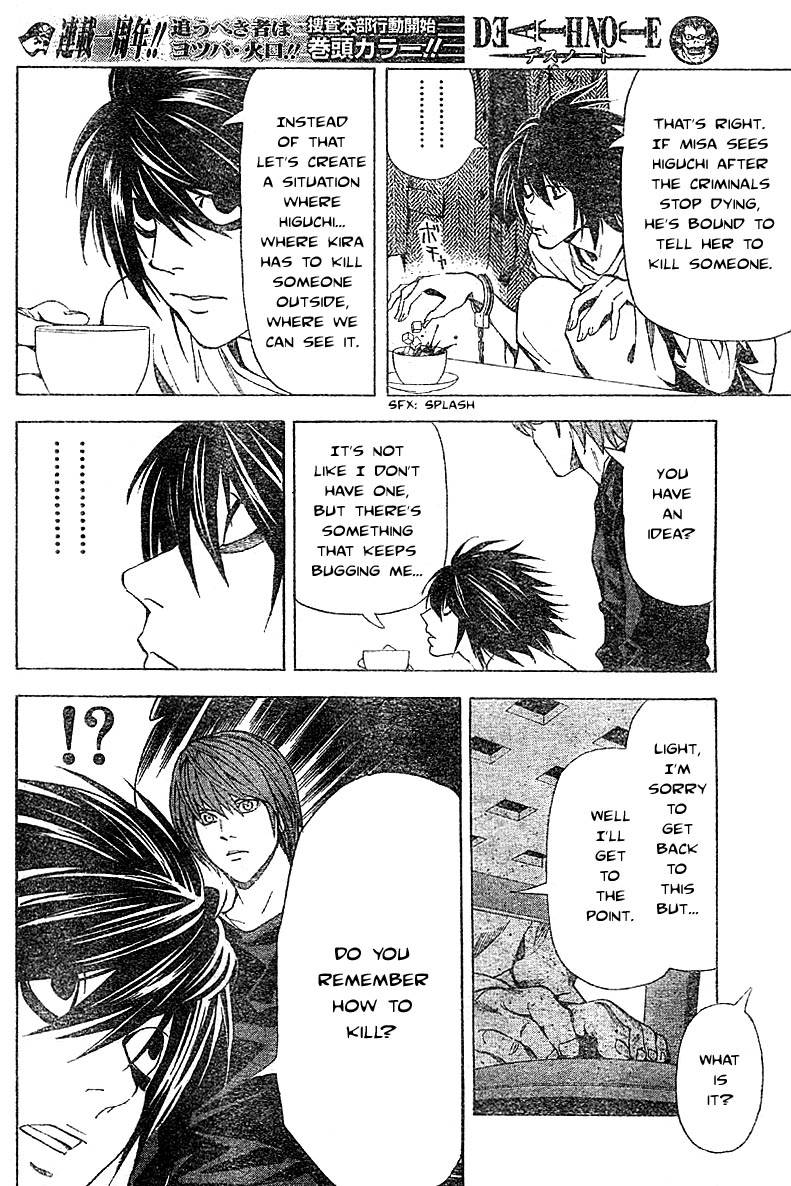 連載一周年!!
追うべき者は
ヨツバ・火口!!
捜査本部行動開始
巻頭カラー!!
DEATHNOTE
デスノート
THAT'S RIGHT.
IF MISA SEES
HIGUCHI AFTER
THE CRIMINALS
STOP DYING,
HE'S BOUND TO
TELL HER TO
KILL SOMEONE.
ボチャ
SFX: SPLASH
INSTEAD
OF THAT
LET'S CREATE
A SITUATION
WHERE
HIGUCHI...
WHERE KIRA
HAS TO KILL
SOMEONE
OUTSIDE,
WHERE WE
CAN SEE IT.
YOU
HAVE
AN
IDEA?
IT'S NOT
LIKE I DON'T
HAVE ONE,
BUT THERE'S
SOMETHING
THAT KEEPS
BUGGING ME...
LIGHT,
I'M
SORRY
TO
GET
BACK
TO
THIS
BUT...
WELL
I'LL
GET
TO
THE
POINT.
WHAT
IS
IT?
DO YOU
REMEMBER
HOW TO
KILL?
!?